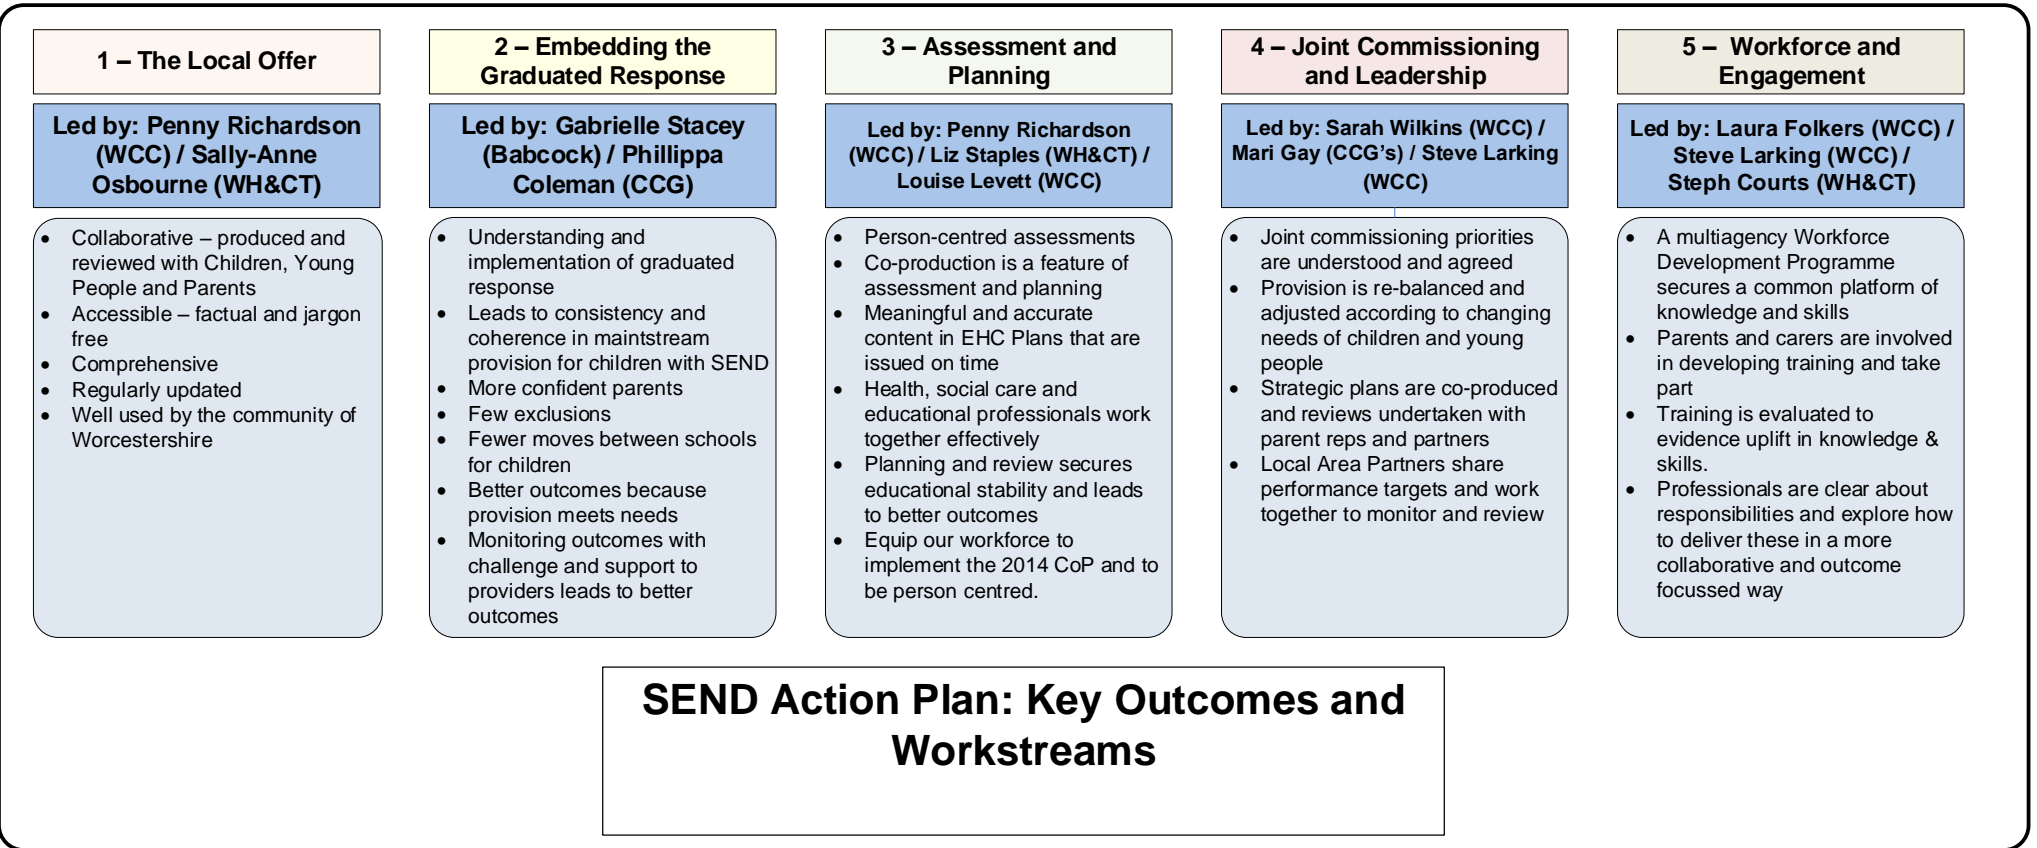 1 – The Local Offer
Led by: Penny Richardson
(WCC) / Sally-Anne
Osbourne (WH&CT)
• Collaborative – produced and
reviewed with Children, Young
People and Parents
• Accessible – factual and jargon
free
• Comprehensive
• Regularly updated
• Well used by the community of
Worcestershire
2 – Embedding the
Graduated Response
Led by: Gabrielle Stacey
(Babcock) / Phillippa
Coleman (CCG)
• Understanding and
implementation of graduated
response
• Leads to consistency and
coherence in maintstream
provision for children with SEND
• More confident parents
• Few exclusions
• Fewer moves between schools
for children
• Better outcomes because
provision meets needs
• Monitoring outcomes with
challenge and support to
providers leads to better
outcomes
3 – Assessment and
Planning
Led by: Penny Richardson
(WCC) / Liz Staples (WH&CT) /
Louise Levett (WCC)
• Person-centred assessments
• Co-production is a feature of
assessment and planning
• Meaningful and accurate
content in EHC Plans that are
issued on time
• Health, social care and
educational professionals work
together effectively
• Planning and review secures
educational stability and leads
to better outcomes
• Equip our workforce to
implement the 2014 CoP and to
be person centred.
4 – Joint Commissioning
and Leadership
Led by: Sarah Wilkins (WCC) /
Mari Gay (CCG's) / Steve Larking
(WCC)
• Joint commissioning priorities
are understood and agreed
• Provision is re-balanced and
adjusted according to changing
needs of children and young
people
• Strategic plans are co-produced
and reviews undertaken with
parent reps and partners
• Local Area Partners share
performance targets and work
together to monitor and review
5 – Workforce and
Engagement
Led by: Laura Folkers (WCC) /
Steve Larking (WCC) /
Steph Courts (WH&CT)
• A multiagency Workforce
Development Programme
secures a common platform of
knowledge and skills
• Parents and carers are involved
in developing training and take
part
• Training is evaluated to
evidence uplift in knowledge &
skills.
• Professionals are clear about
responsibilities and explore how
to deliver these in a more
collaborative and outcome
focussed way
SEND Action Plan: Key Outcomes and
Workstreams